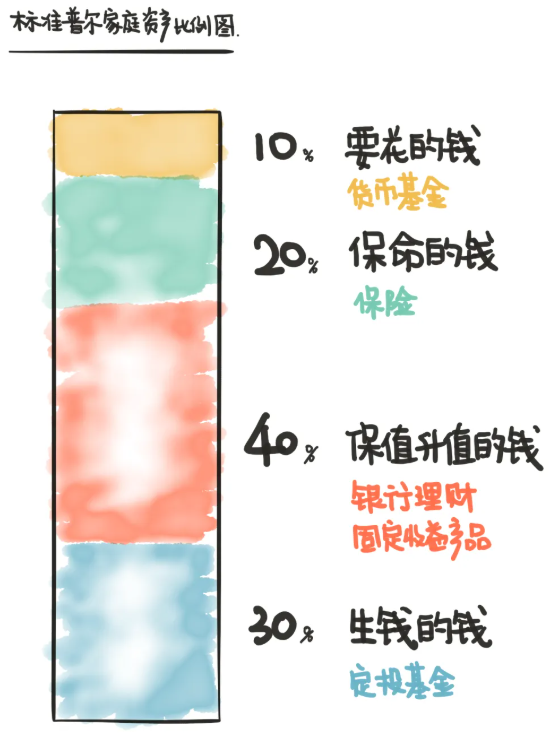 标准普尔家庭资产比例图.
10% 要花的钱
货币基金
20% 保命的钱
保险
40% 保值升值的钱
银行理财
固定收益产品
30% 生钱的钱
定投基金